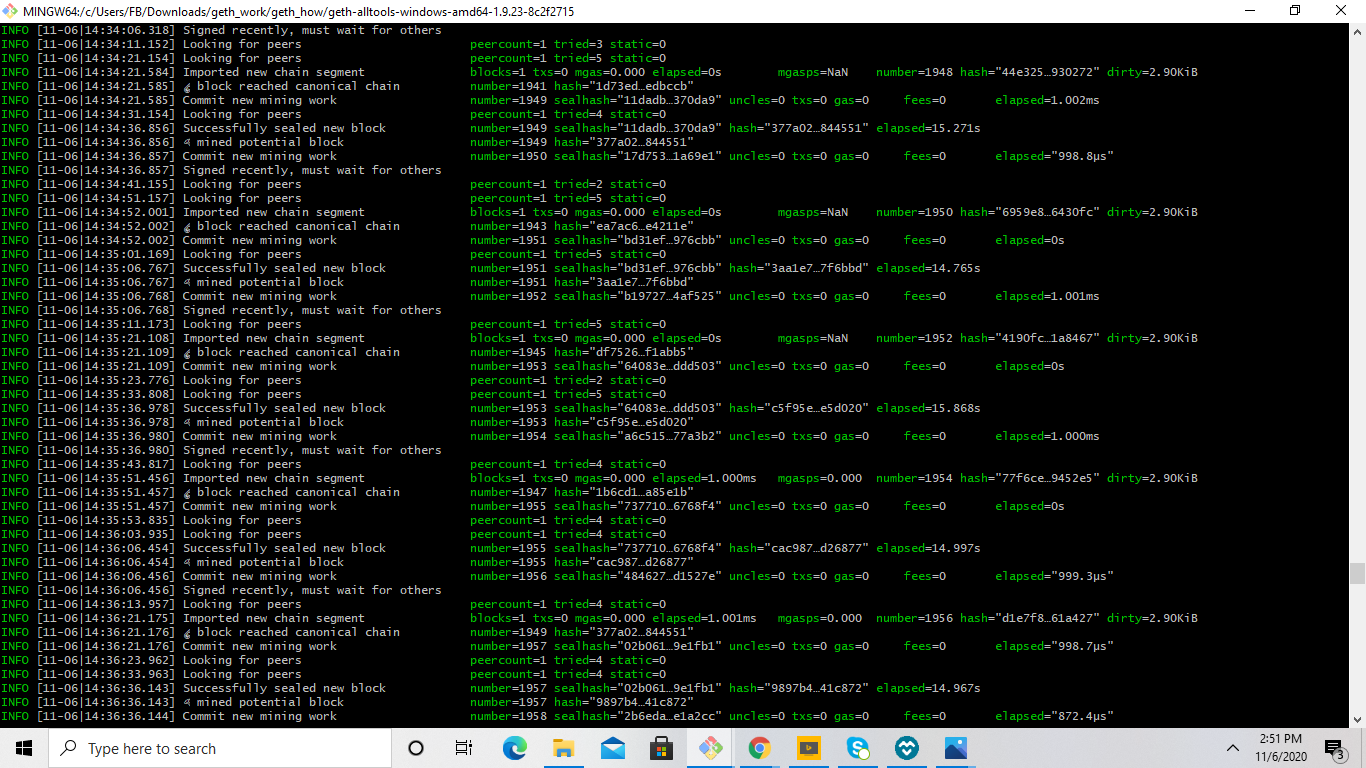 MINGW64:/c/Users/FB/Downloads/geth_work/geth_how/geth-alltools-windows-amd64-1.9.23-8c2f2715
INFO [11-06|14:34:06.318] Signed recently, must wait for others
INFO [11-06|14:34:11.152] Looking for peers peercount=1 tried=3 static=0
INFO [11-06|14:34:21.154] Looking for peers peercount=1 tried=5 static=0
INFO [11-06|14:34:21.584] Imported new chain segment blocks=1 txs=0 mgas=0.000 elapsed=0s mgasps=NaN number=1948 hash="44e325…930272" dirty=2.90KiB
INFO [11-06|14:34:21.585] block reached canonical chain number=1941 hash="1d73ed…edbccb"
INFO [11-06|14:34:21.585] Commit new mining work number=1949 sealhash="11dadb…370da9" uncles=0 txs=0 gas=0 fees=0 elapsed=1.002ms
INFO [11-06|14:34:31.154] Looking for peers peercount=1 tried=4 static=0
INFO [11-06|14:34:36.856] Successfully sealed new block number=1949 sealhash="11dadb…370da9" hash="377a02…844551" elapsed=15.271s
INFO [11-06|14:34:36.856] mined potential block number=1949 hash="377a02…844551"
INFO [11-06|14:34:36.857] Commit new mining work number=1950 sealhash="17d753…1a69e1" uncles=0 txs=0 gas=0 fees=0 elapsed="998.8µs"
INFO [11-06|14:34:36.857] Signed recently, must wait for others
INFO [11-06|14:34:41.155] Looking for peers peercount=1 tried=2 static=0
INFO [11-06|14:34:51.157] Looking for peers peercount=1 tried=5 static=0
INFO [11-06|14:34:52.001] Imported new chain segment blocks=1 txs=0 mgas=0.000 elapsed=0s mgasps=NaN number=1950 hash="6959e8…6430fc" dirty=2.90KiB
INFO [11-06|14:34:52.002] block reached canonical chain number=1943 hash="ea7ac6…e4211e"
INFO [11-06|14:34:52.002] Commit new mining work number=1951 sealhash="bd31ef…976cbb" uncles=0 txs=0 gas=0 fees=0 elapsed=0s
INFO [11-06|14:35:01.169] Looking for peers peercount=1 tried=5 static=0
INFO [11-06|14:35:06.767] Successfully sealed new block number=1951 sealhash="bd31ef…976cbb" hash="3aa1e7…7f6bbd" elapsed=14.765s
INFO [11-06|14:35:06.767] mined potential block number=1951 hash="3aa1e7…7f6bbd"
INFO [11-06|14:35:06.768] Commit new mining work number=1952 sealhash="b19727…4af525" uncles=0 txs=0 gas=0 fees=0 elapsed=1.001ms
INFO [11-06|14:35:06.768] Signed recently, must wait for others
INFO [11-06|14:35:11.173] Looking for peers peercount=1 tried=5 static=0
INFO [11-06|14:35:21.108] Imported new chain segment blocks=1 txs=0 mgas=0.000 elapsed=0s mgasps=NaN number=1952 hash="4190fc…1a8467" dirty=2.90KiB
INFO [11-06|14:35:21.109] block reached canonical chain number=1945 hash="df7526…f1abb5"
INFO [11-06|14:35:21.109] Commit new mining work number=1953 sealhash="64083e…ddd503" uncles=0 txs=0 gas=0 fees=0 elapsed=0s
INFO [11-06|14:35:23.776] Looking for peers peercount=1 tried=2 static=0
INFO [11-06|14:35:33.808] Looking for peers peercount=1 tried=5 static=0
INFO [11-06|14:35:36.978] Successfully sealed new block number=1953 sealhash="64083e…ddd503" hash="c5f95e…e5d020" elapsed=15.868s
INFO [11-06|14:35:36.978] mined potential block number=1953 hash="c5f95e…e5d020"
INFO [11-06|14:35:36.980] Commit new mining work number=1954 sealhash="a6c515…77a3b2" uncles=0 txs=0 gas=0 fees=0 elapsed=1.000ms
INFO [11-06|14:35:36.980] Signed recently, must wait for others
INFO [11-06|14:35:43.817] Looking for peers peercount=1 tried=4 static=0
INFO [11-06|14:35:51.456] Imported new chain segment blocks=1 txs=0 mgas=0.000 elapsed=1.000ms mgasps=0.000 number=1954 hash="77f6ce…9452e5" dirty=2.90KiB
INFO [11-06|14:35:51.457] block reached canonical chain number=1947 hash="1b6cd1…a85e1b"
INFO [11-06|14:35:51.457] Commit new mining work number=1955 sealhash="737710…6768f4" uncles=0 txs=0 gas=0 fees=0 elapsed=0s
INFO [11-06|14:35:53.835] Looking for peers peercount=1 tried=4 static=0
INFO [11-06|14:36:03.935] Looking for peers peercount=1 tried=4 static=0
INFO [11-06|14:36:06.454] Successfully sealed new block number=1955 sealhash="737710…6768f4" hash="cac987…d26877" elapsed=14.997s
INFO [11-06|14:36:06.454] mined potential block number=1955 hash="cac987…d26877"
INFO [11-06|14:36:06.456] Commit new mining work number=1956 sealhash="484627…d1527e" uncles=0 txs=0 gas=0 fees=0 elapsed="999.3µs"
INFO [11-06|14:36:06.456] Signed recently, must wait for others
INFO [11-06|14:36:13.957] Looking for peers peercount=1 tried=4 static=0
INFO [11-06|14:36:21.175] Imported new chain segment blocks=1 txs=0 mgas=0.000 elapsed=1.001ms mgasps=0.000 number=1956 hash="d1e7f8…61a427" dirty=2.90KiB
INFO [11-06|14:36:21.176] block reached canonical chain number=1949 hash="377a02…844551"
INFO [11-06|14:36:21.176] Commit new mining work number=1957 sealhash="02b061…9e1fb1" uncles=0 txs=0 gas=0 fees=0 elapsed="998.7µs"
INFO [11-06|14:36:23.962] Looking for peers peercount=1 tried=4 static=0
INFO [11-06|14:36:33.963] Looking for peers peercount=1 tried=4 static=0
INFO [11-06|14:36:36.143] Successfully sealed new block number=1957 sealhash="02b061…9e1fb1" hash="9897b4…41c872" elapsed=14.967s
INFO [11-06|14:36:36.143] mined potential block number=1957 hash="9897b4…41c872"
INFO [11-06|14:36:36.144] Commit new mining work number=1958 sealhash="2b6eda…e1a2cc" uncles=0 txs=0 gas=0 fees=0 elapsed="872.4µs"
Type here to search
2:51 PM
11/6/2020
3